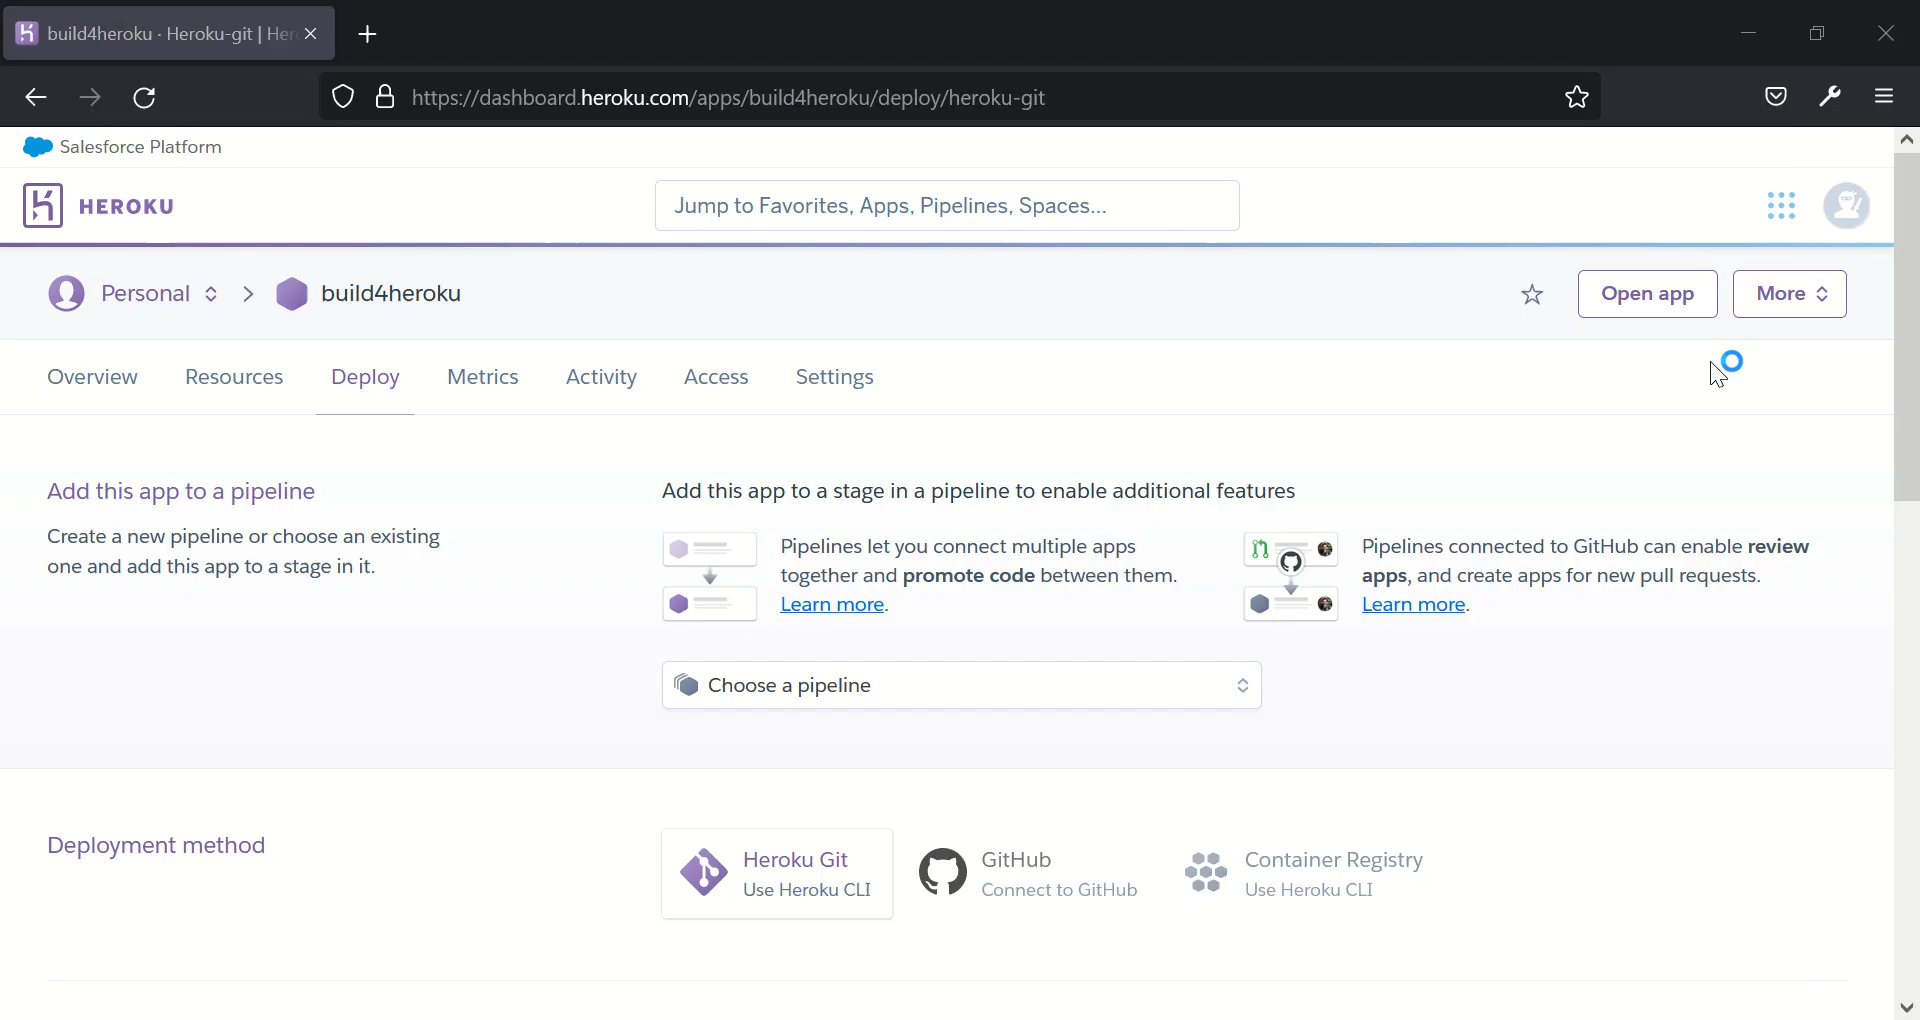 build4heroku · Heroku-git | Her
https://dashboard.heroku.com/apps/build4heroku/deploy/heroku-git
Salesforce Platform
HEROKU
Jump to Favorites, Apps, Pipelines, Spaces...
Personal
build4heroku
Open app
More
Overview
Resources
Deploy
Metrics
Activity
Access
Settings
Add this app to a pipeline
Create a new pipeline or choose an existing
one and add this app to a stage in it.
Add this app to a stage in a pipeline to enable additional features
Pipelines let you connect multiple apps
together and promote code between them.
Learn more.
Pipelines connected to GitHub can enable review
apps, and create apps for new pull requests.
Learn more.
Choose a pipeline
Deployment method
Heroku Git
Use Heroku CLI
GitHub
Connect to GitHub
Container Registry
Use Heroku CLI